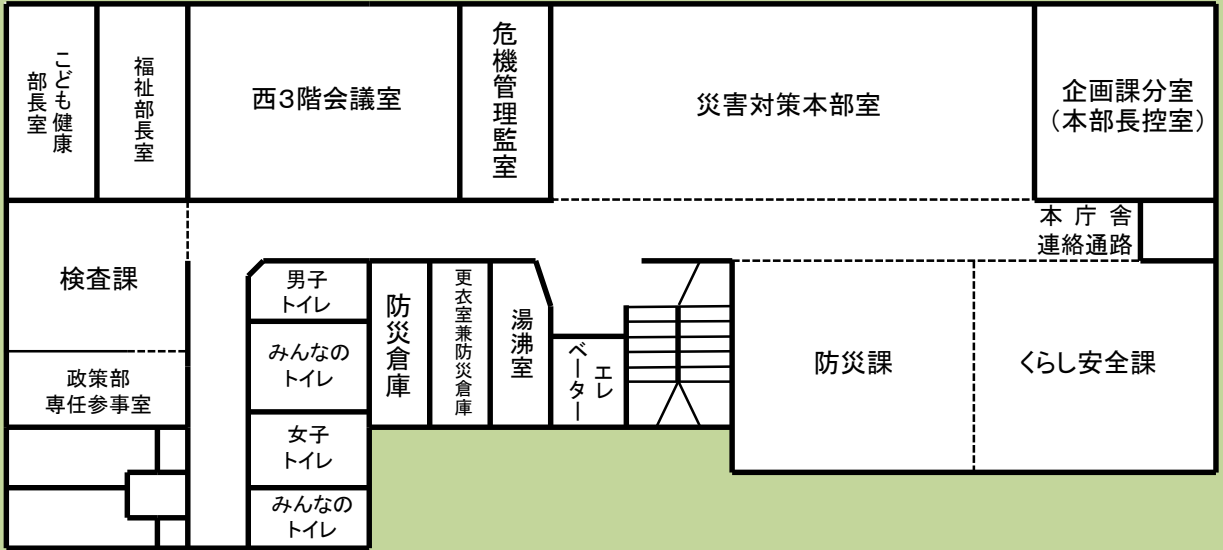 こども健康
部長室
福祉部長室
西3階会議室
危機管理監室
災害対策本部室
企画課分室
(本部長控室)
本庁舎
連絡通路
検査課
男子
トイレ
防災倉庫
更衣室兼防災倉庫
湯沸室
みんなの
トイレ
エレ
ベーター
防災課
くらし安全課
政策部
専任参事室
女子
トイレ
みんなの
トイレ